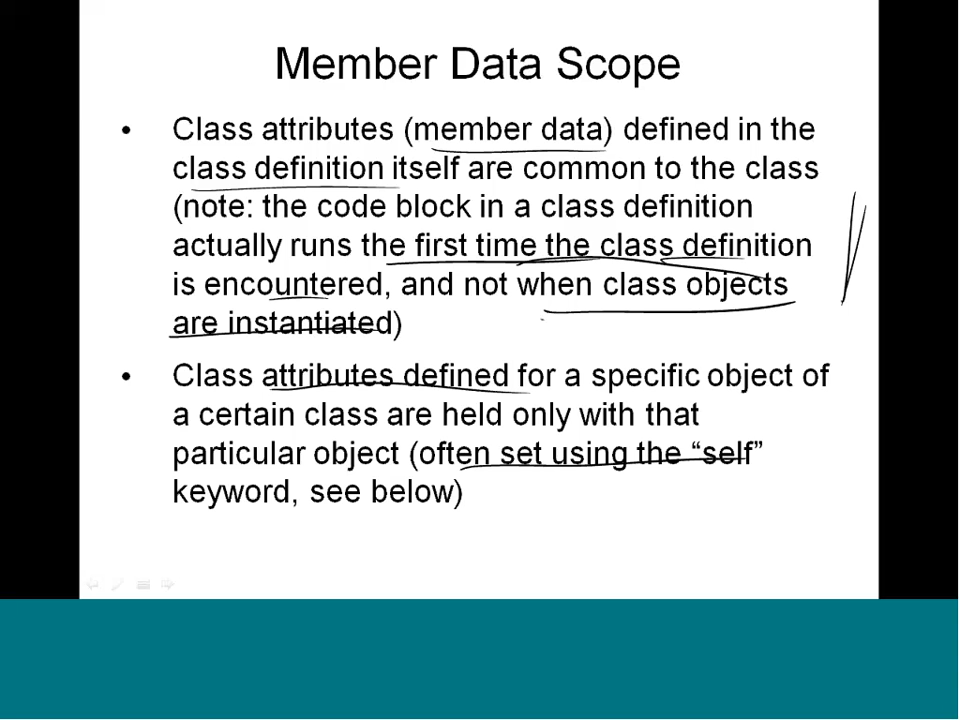 Member Data Scope
• Class attributes (member data) defined in the
class definition itself are common to the class
(note: the code block in a class definition
actually runs the first time the class definition
is encountered, and not when class objects
are instantiated)
• Class attributes defined for a specific object of
a certain class are held only with that
particular object (often set using the “self”
keyword, see below)